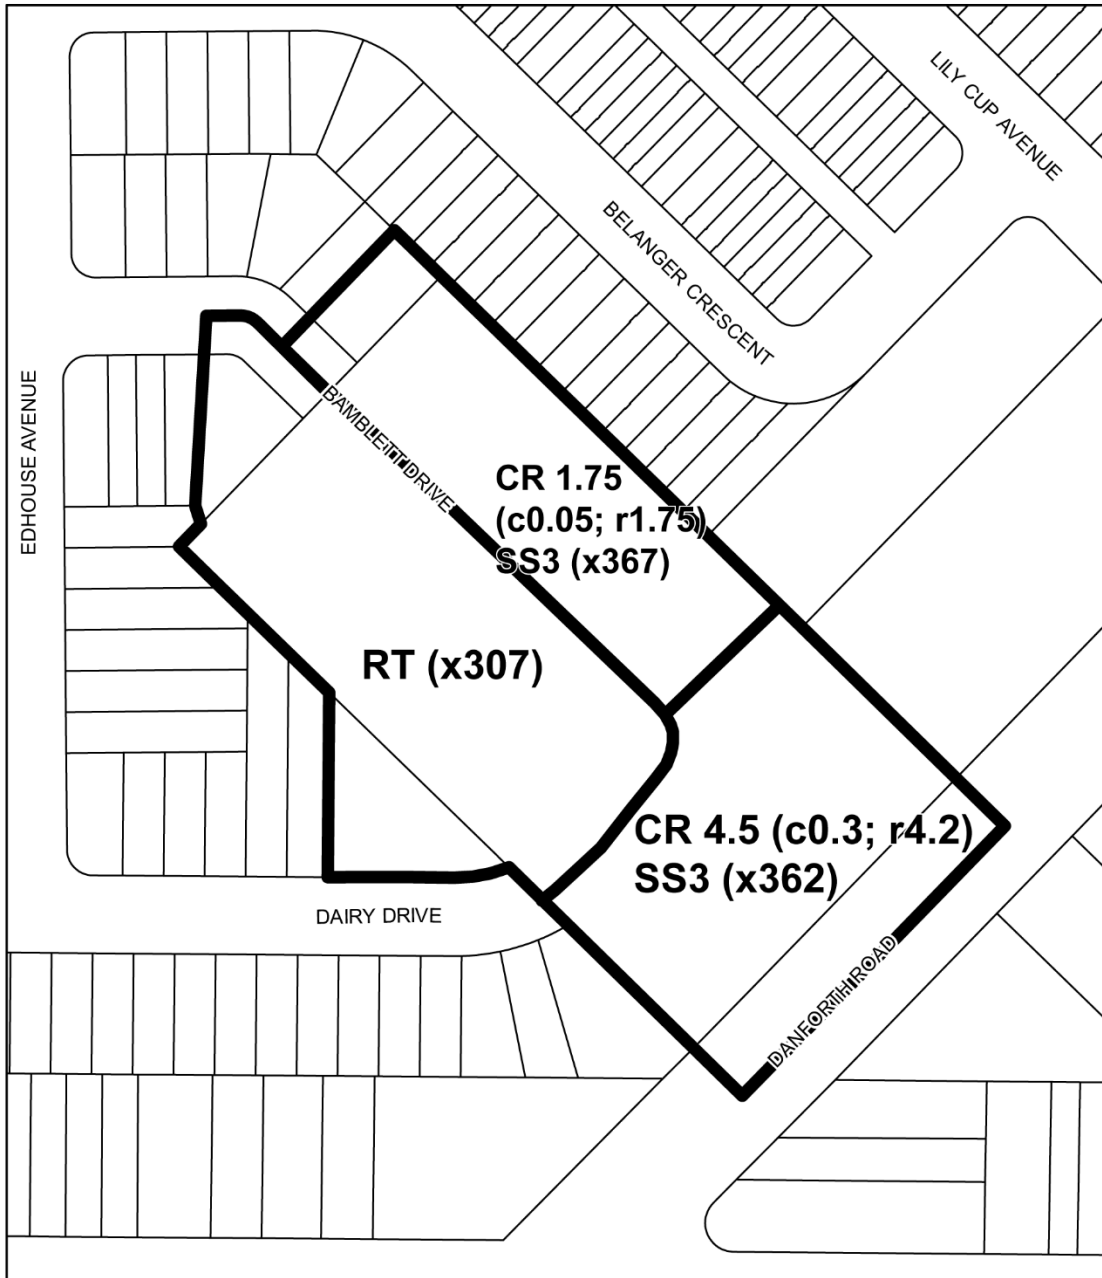 LILY CUP AVENUE
BELANGER CRESCENT
EDHOUSE AVENUE
BAMBLETT DRIVE
CR 1.75
(c0.05; r1.75)
SS3 (x367)
RT (x307)
CR 4.5 (c0.3; r4.2)
SS3 (x362)
DAIRY DRIVE
DANFORTH ROAD